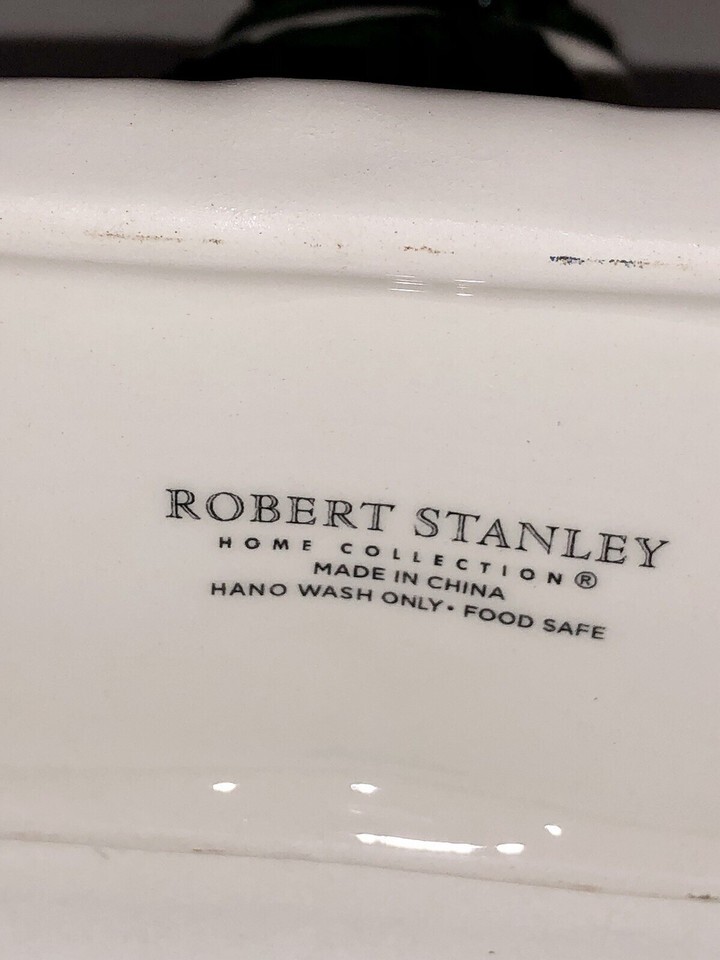 ROBERT STANLEY
HOME COLLECTION®
MADE IN CHINA
HANO WASH ONLY• FOOD SAFE